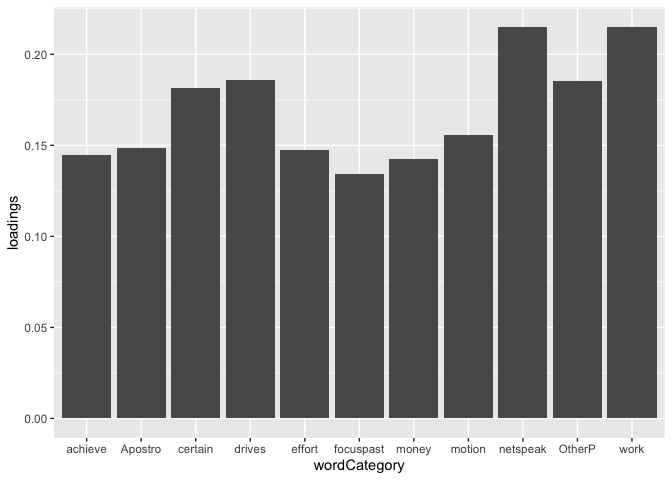 0.20
0.15
0.10
0.05
0.00
loadings
achieve Apostro certain drives effort focuspast money motion netspeak OtherP work
wordCategory